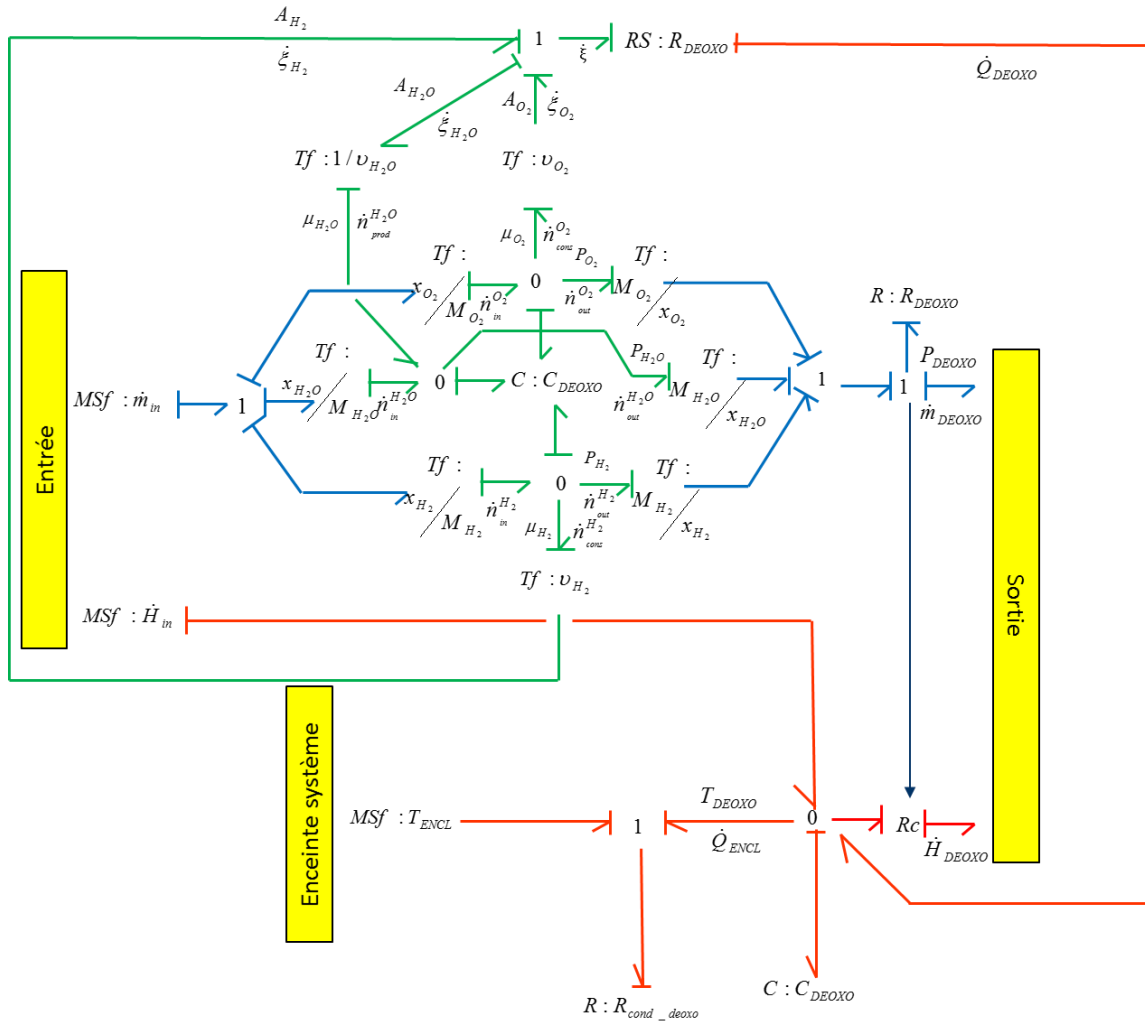 A_{H_2}
1
RS : R_{DEOXO}
\dot{ξ}_{H_2}
\dot{ξ}
\dot{Q}_{DEOXO}
A_{H_2O}
A_{O_2} \dot{ξ}_{O_2}
\dot{ξ}_{H_2O}
Tf : 1/υ_{H_2O}
Tf : υ_{O_2}
μ_{H_2O} \dot{n}_{prod}^{H_2O}
μ_{O_2} \dot{n}_{cons}^{O_2}
Tf :
P_{O_2}
Tf :
x_{O_2}/M_{O_2}
\dot{n}_{in}^{O_2}
0
\dot{n}_{out}^{O_2}
M_{O_2}/x_{O_2}
R : R_{DEOXO}
Entrée
MSf : \dot{m}_{in}
1
Tf :
x_{H_2O}/M_{H_2O}
\dot{n}_{in}^{H_2O}
0
C : C_{DEOXO}
P_{H_2O}
\dot{n}_{out}^{H_2O}
Tf :
M_{H_2O}/x_{H_2O}
1
1
P_{DEOXO}
\dot{m}_{DEOXO}
Tf :
x_{H_2}/M_{H_2}
\dot{n}_{in}^{H_2}
0
P_{H_2}
\dot{n}_{out}^{H_2}
Tf :
M_{H_2}/x_{H_2}
μ_{H_2} \dot{n}_{cons}^{H_2}
Tf : υ_{H_2}
Sortie
MSf : \dot{H}_{in}
Enceinte système
MSf : T_{ENCL}
1
T_{DEOXO}
\dot{Q}_{ENCL}
0
Rc
\dot{H}_{DEOXO}
R : R_{cond _ deoxo}
C : C_{DEOXO}